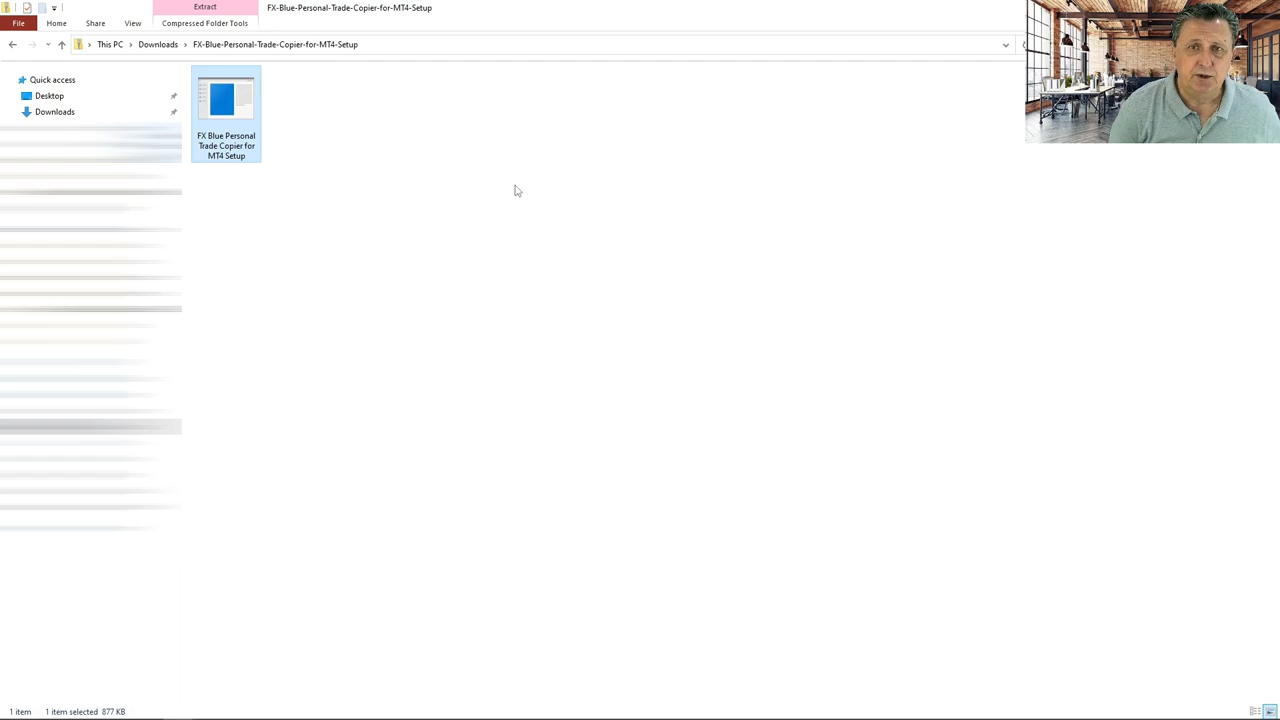 Extract
FX-Blue-Personal-Trade-Copier-for-MT4-Setup
File
Home
Share
View
Compressed Folder Tools
This PC
Downloads
FX-Blue-Personal-Trade-Copier-for-MT4-Setup
Quick access
Desktop
Downloads
FX Blue Personal
Trade Copier for
MT4 Setup
1 item
1 item selected 877 KB